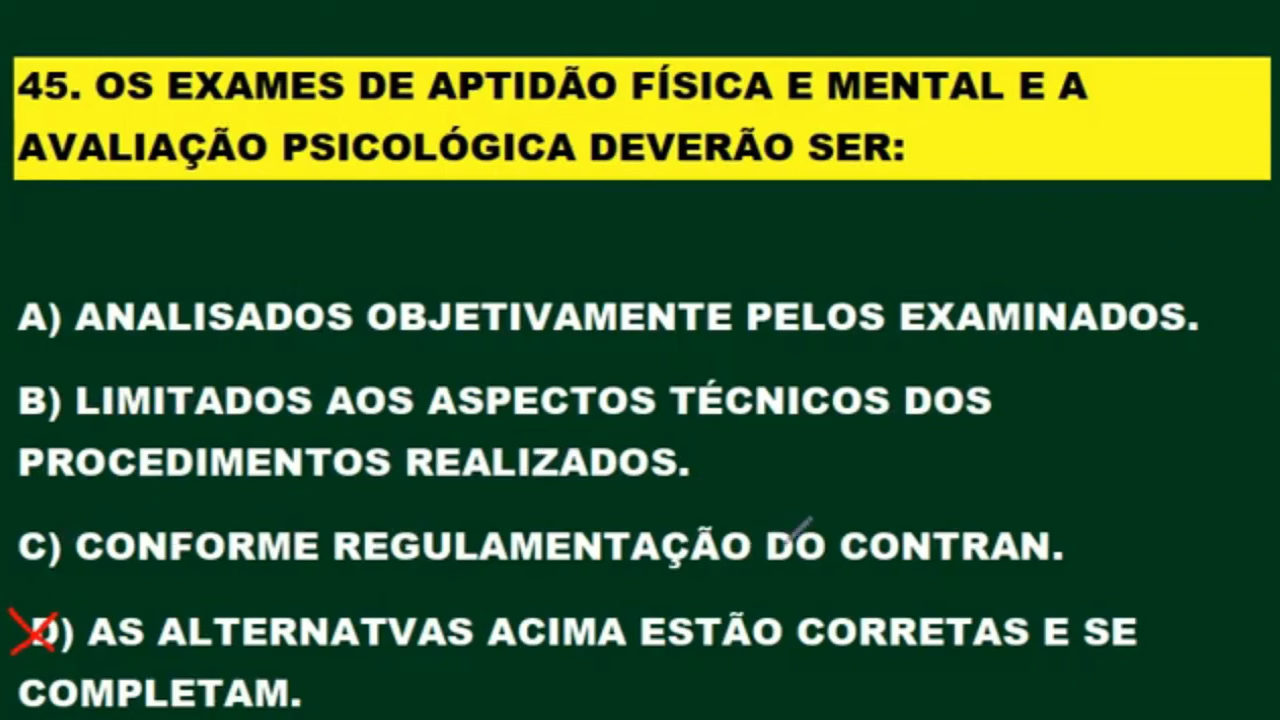 45. OS EXAMES DE APTIDÃO FÍSICA E MENTAL E A
AVALIAÇÃO PSICOLÓGICA DEVERÃO SER:
A) ANALISADOS OBJETIVAMENTE PELOS EXAMINADOS.
B) LIMITADOS AOS ASPECTOS TÉCNICOS DOS
PROCEDIMENTOS REALIZADOS.
C) CONFORME REGULAMENTAÇÃO DO CONTRAN.
D) AS ALTERNATVAS ACIMA ESTÃO CORRETAS E SE
COMPLETAM.